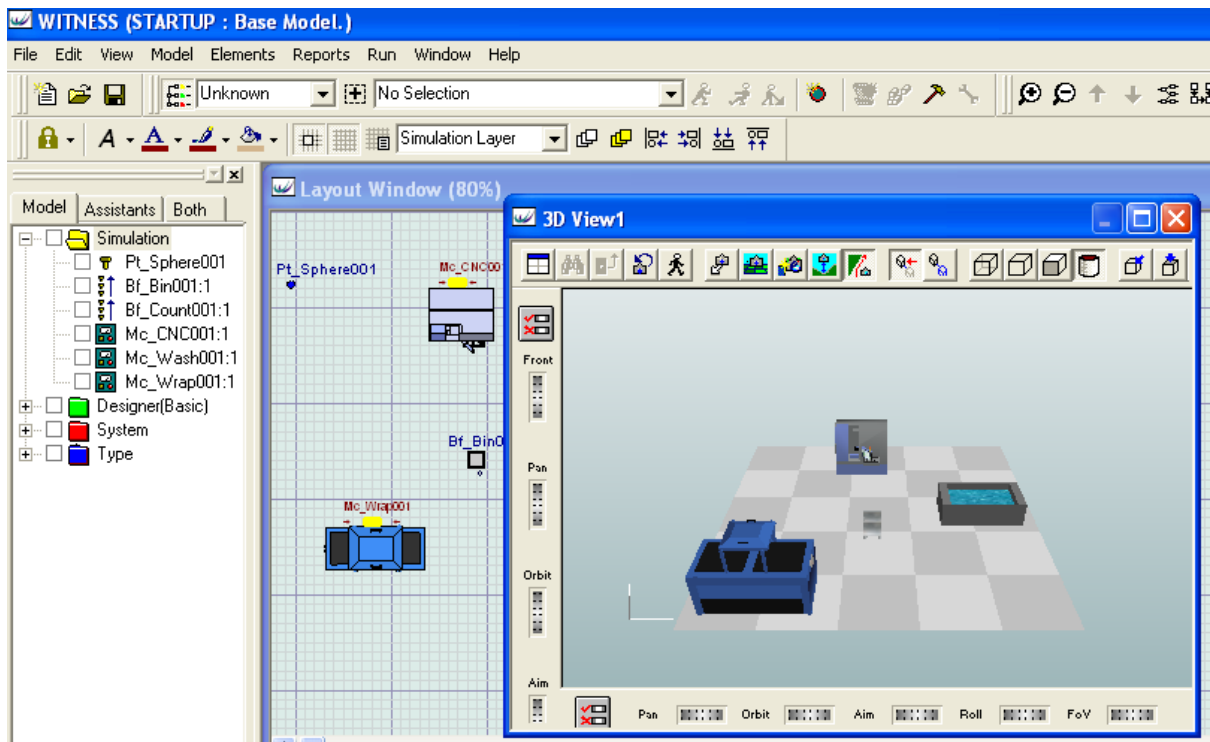 WITNESS (STARTUP : Base Model.)
File Edit View Model Elements Reports Run Window Help
Unknown No Selection
A A Simulation Layer
Model Assistants Both
Simulation
Pt_Sphere001
Bf_Bin001:1
Bf_Count001:1
Mc_CNC001:1
Mc_Wash001:1
Mc_Wrap001:1
Designer(Basic)
System
Type
Layout Window (80%)
Pt_Sphere001 Mc_CNC00
Bf_Bin0
Mc_Wrap001
3D View1
Front
Pan
Orbit
Aim
Pan Orbit Aim Roll FoV